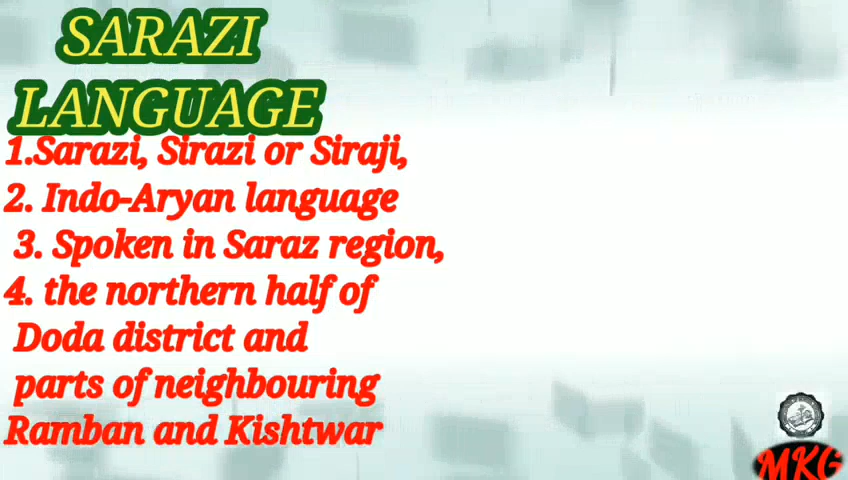 SARAZI
LANGUAGE
1.Sarazi, Sirazi or Siraji,
2. Indo-Aryan language
3. Spoken in Saraz region,
4. the northern half of
Doda district and
parts of neighbouring
Ramban and Kishtwar
MKG